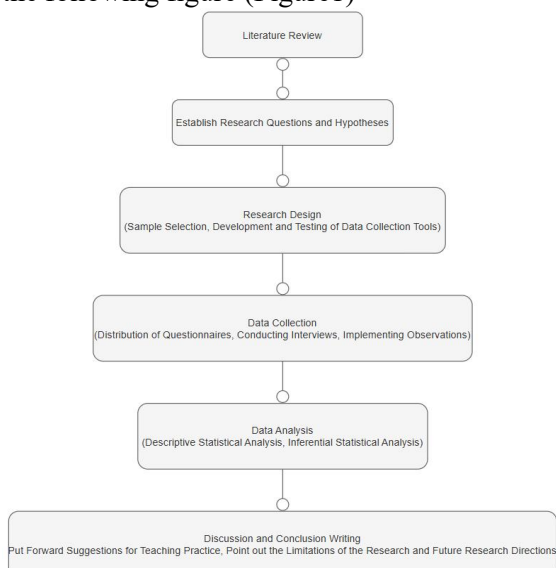 the following figure (Figure1)
Literature Review
Establish Research Questions and Hypotheses
Research Design
(Sample Selection, Development and Testing of Data Collection Tools)
Data Collection
(Distribution of Questionnaires, Conducting Interviews, Implementing Observations)
Data Analysis
(Descriptive Statistical Analysis, Inferential Statistical Analysis)
Discussion and Conclusion Writing
Put Forward Suggestions for Teaching Practice, Point out the Limitations of the Research and Future Research Directions